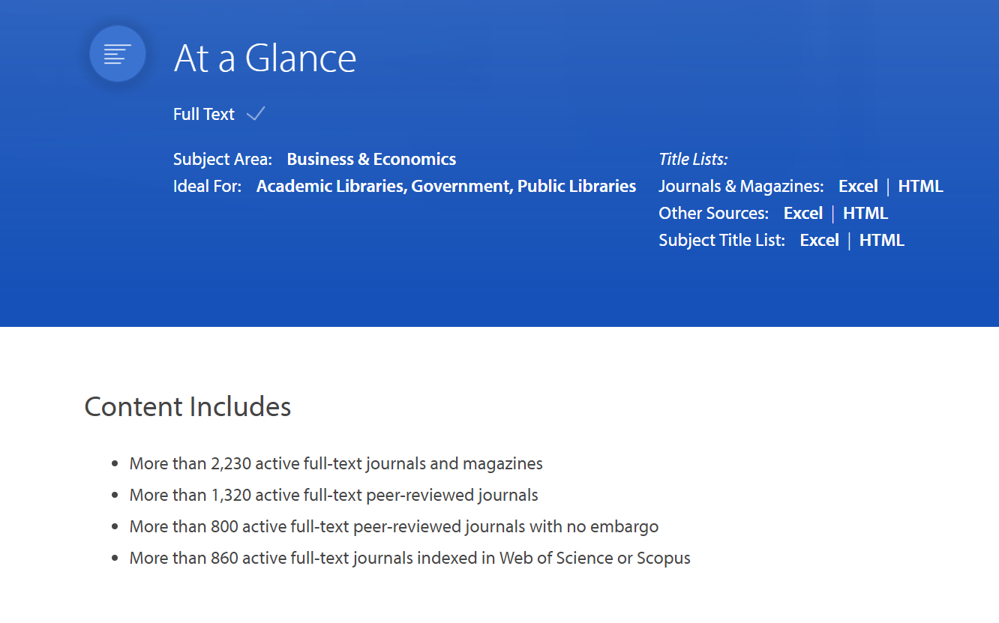 At a Glance
Full Text
Subject Area: Business & Economics
Ideal For: Academic Libraries, Government, Public Libraries
Title Lists:
Journals & Magazines: Excel | HTML
Other Sources: Excel | HTML
Subject Title List: Excel | HTML
Content Includes
• More than 2,230 active full-text journals and magazines
• More than 1,320 active full-text peer-reviewed journals
• More than 800 active full-text peer-reviewed journals with no embargo
• More than 860 active full-text journals indexed in Web of Science or Scopus